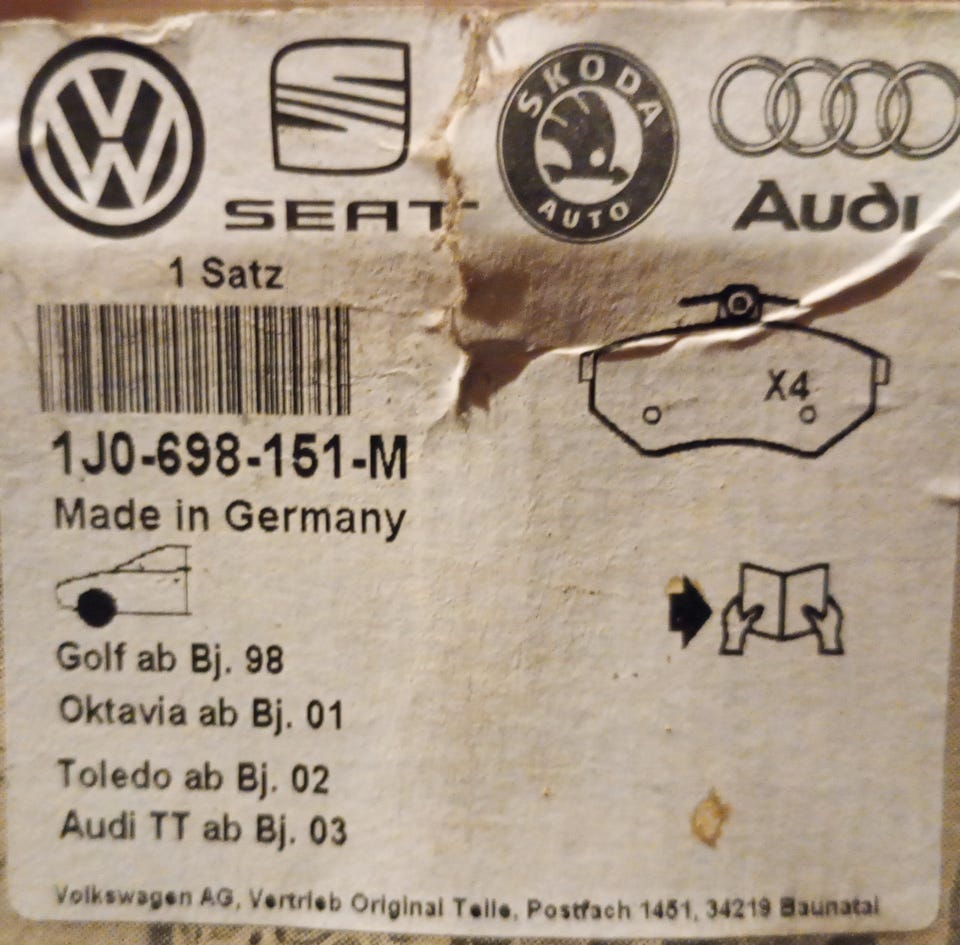 VW
SEAT
SKODA
AUTO
Audi
1 Satz
X4
1J0-698-151-M
Made in Germany
Golf ab Bj. 98
Oktavia ab Bj. 01
Toledo ab Bj. 02
Audi TT ab Bj. 03
Volkswagen AG, Vertrieb Original Teile, Postfach 1451, 34219 Baunatal